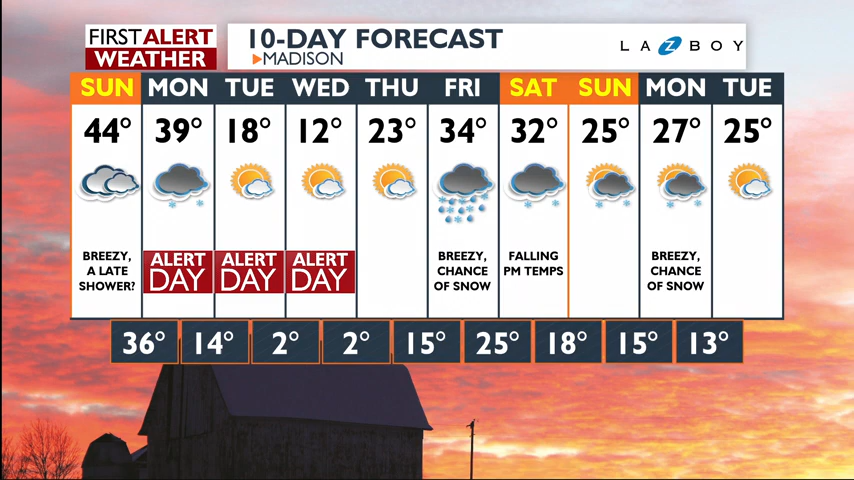 FIRST ALERT
WEATHER
10-DAY FORECAST
MADISON
LA Z BOY
SUN MON TUE WED THU FRI SAT SUN MON TUE
44° 39° 18° 12° 23° 34° 32° 25° 27° 25°
BREEZY,
A LATE
SHOWER?
ALERT
DAY
ALERT
DAY
ALERT
DAY
BREEZY,
CHANCE
OF SNOW
FALLING
PM TEMPS
BREEZY,
CHANCE
OF SNOW
36° 14° 2° 2° 15° 25° 18° 15° 13°